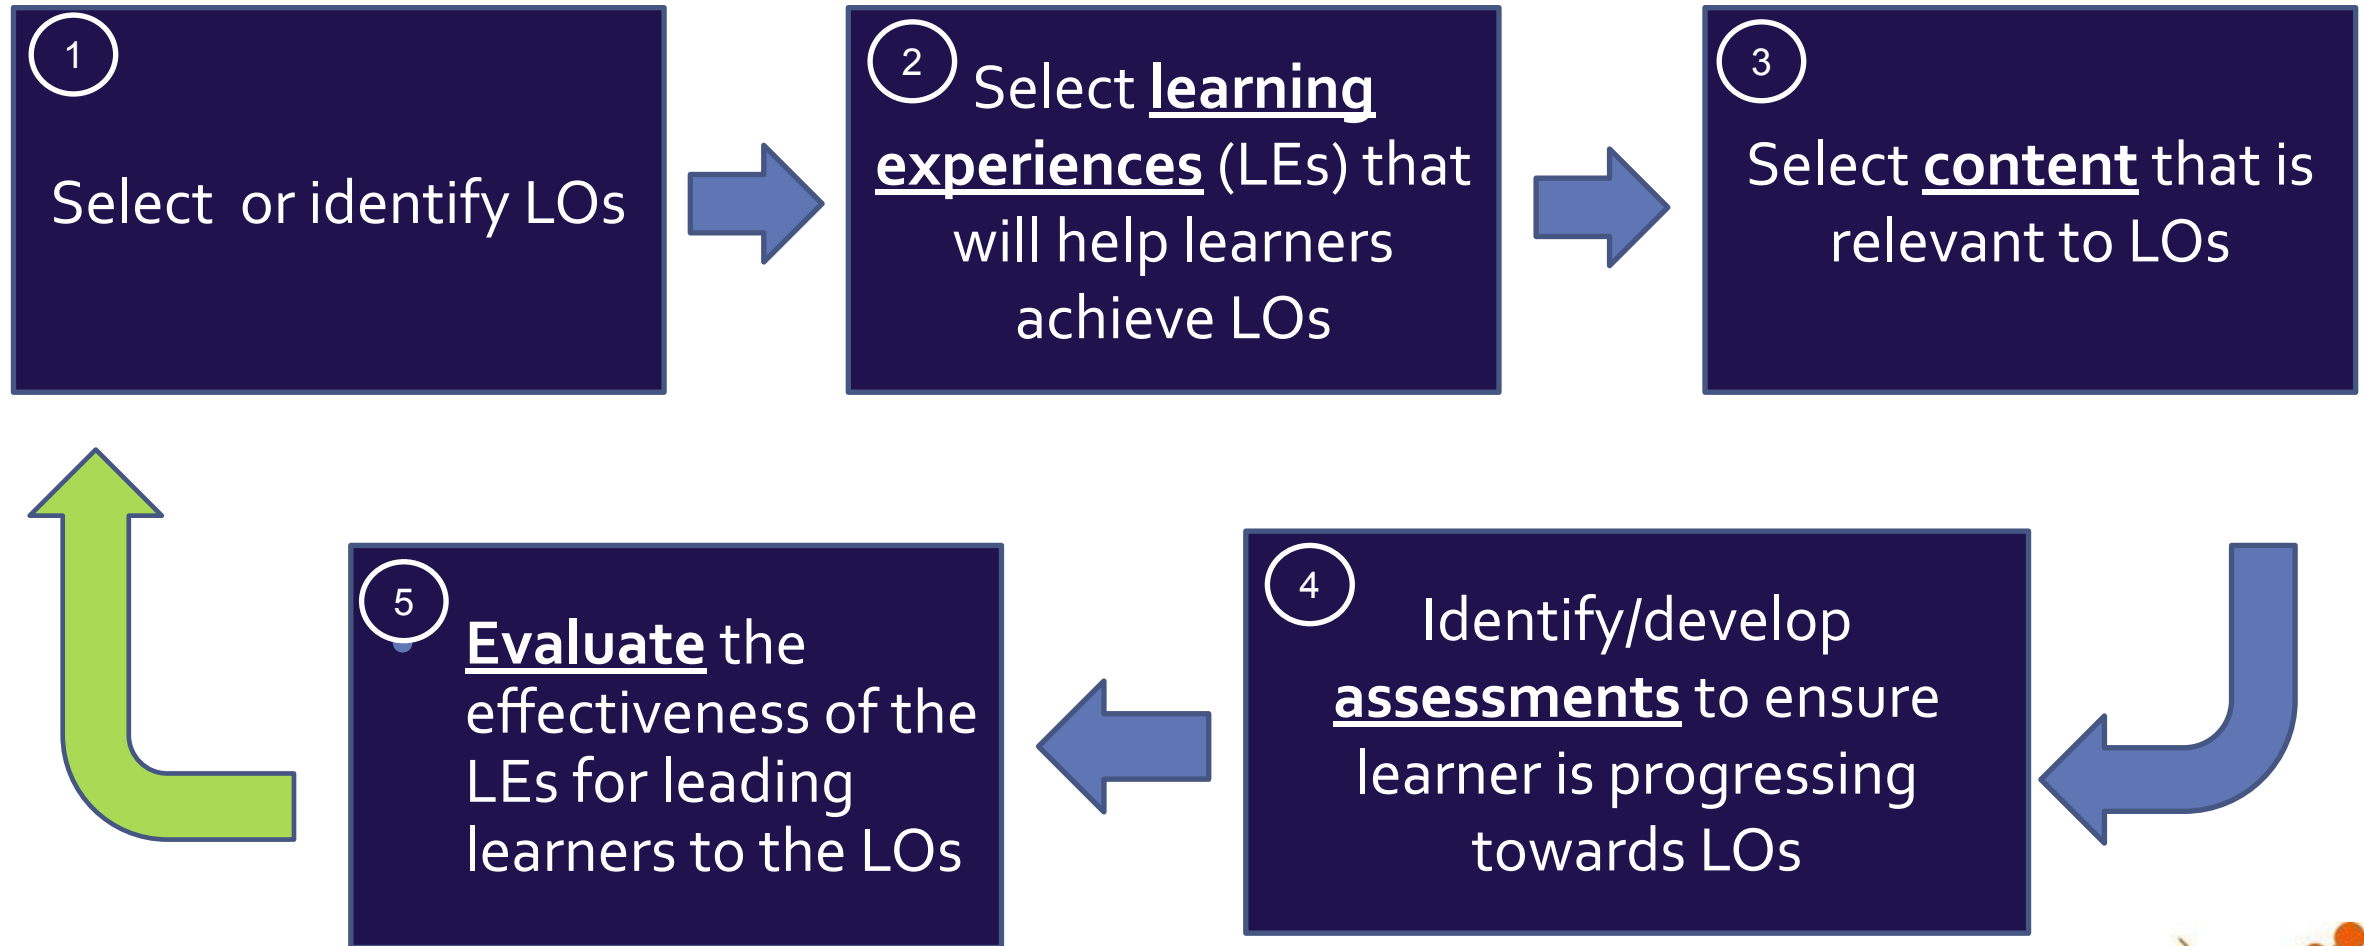 1
Select or identify LOs
2
Select learning
experiences (LEs) that
will help learners
achieve LOs
3
Select content that is
relevant to LOs
4
Identify/develop
assessments to ensure
learner is progressing
towards LOs
5
Evaluate the
effectiveness of the
LEs for leading
learners to the LOs